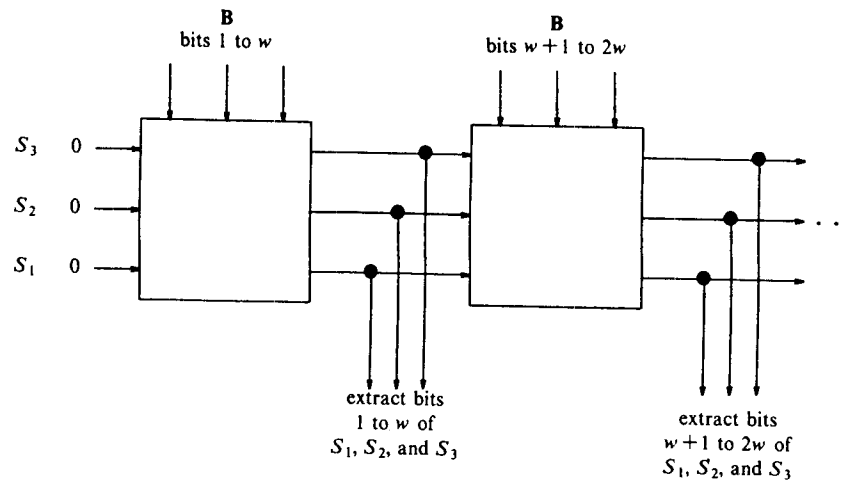 B
bits 1 to w
B
bits w + 1 to 2w
S₃ 0
S₂ 0
S₁ 0
. .
extract bits
1 to w of
S₁, S₂, and S₃
extract bits
w + 1 to 2w of
S₁, S₂, and S₃